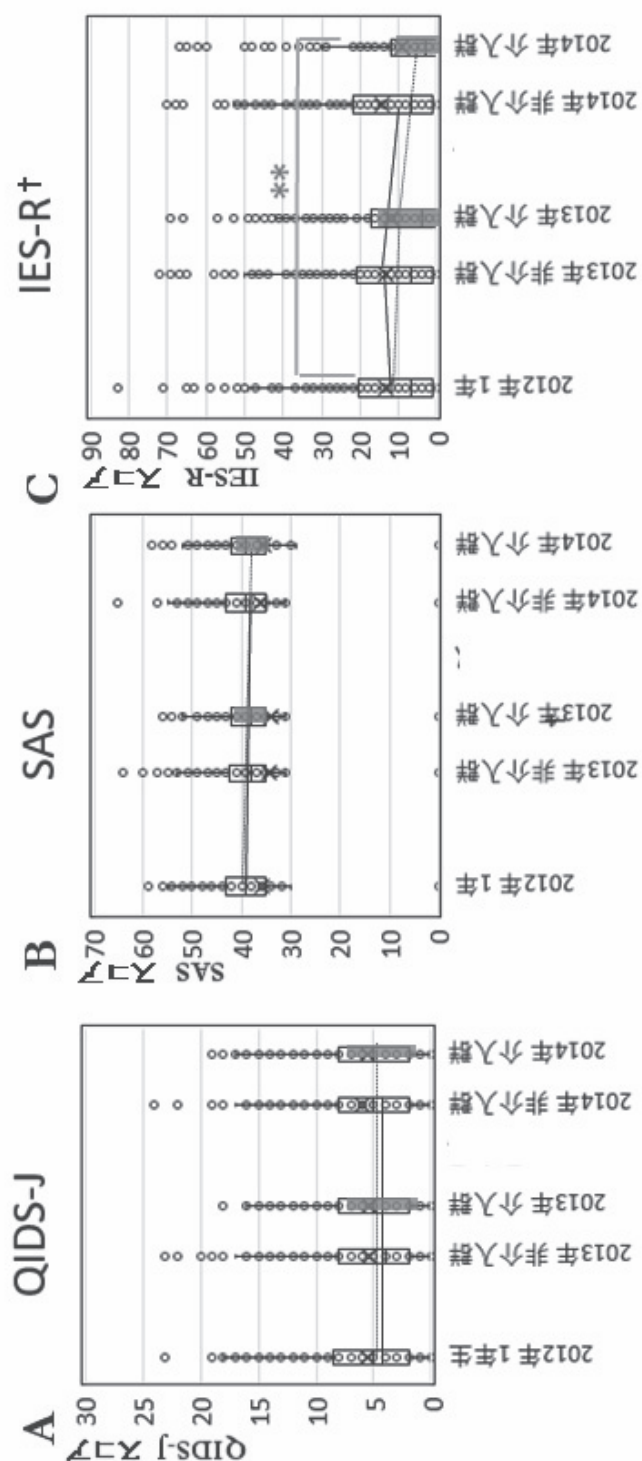 A
QIDS-J
QIDS-J スコア
30
25
20
15
10
5
0
2012年 1年生
2013年 非介入群
2013年 介入群
2014年 非介入群
2014年 介入群
B
SAS
SAS スコア
70
60
50
40
30
20
10
0
2012年 1年
2013年 非介入群
2013年 介入群
2014年 非介入群
2014年 介入群
C
IES-R†
IES-R スコア
90
80
70
60
50
40
30
20
10
0
**
2012年 1年
2013年 非介入群
2013年 介入群
2014年 非介入群
2014年 介入群